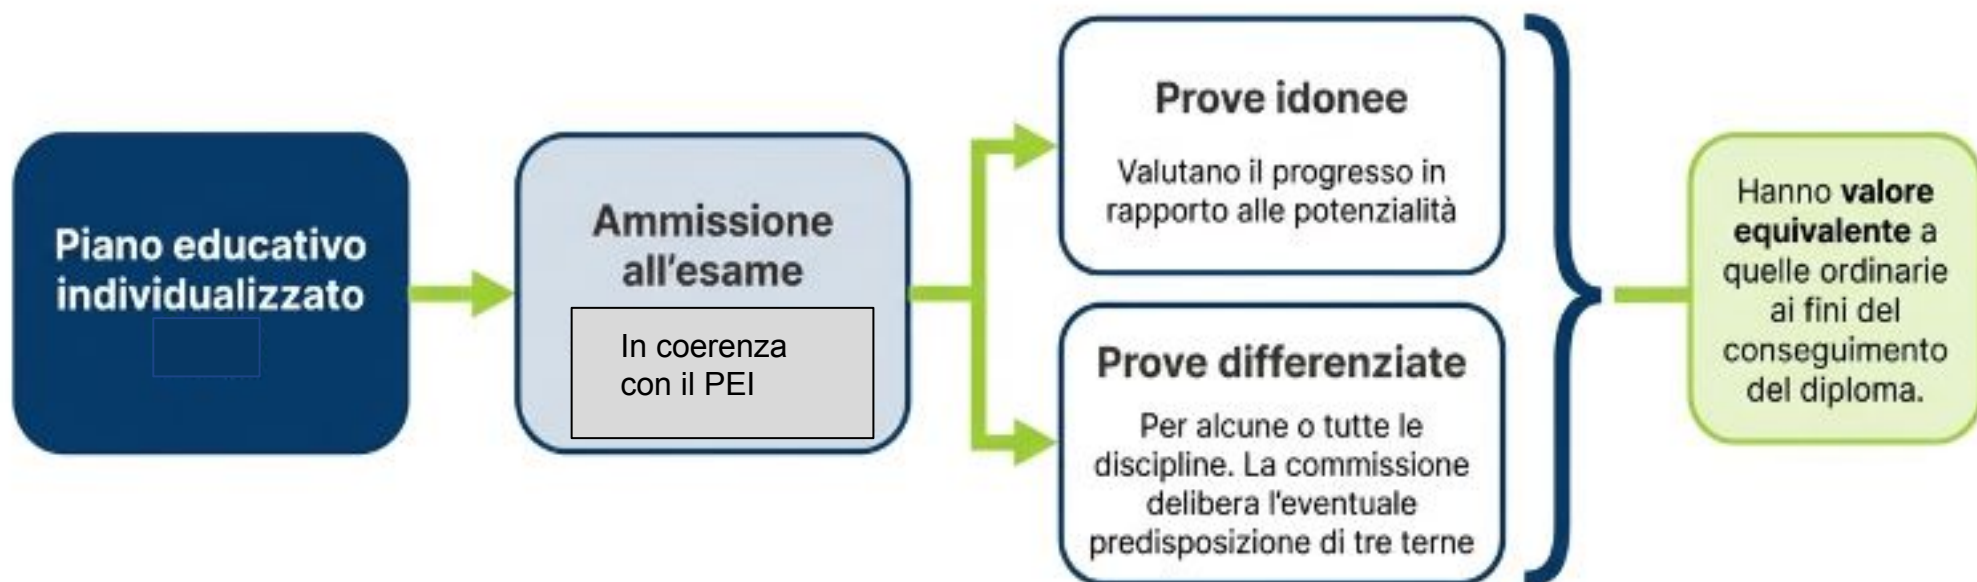 Piano educativo
individualizzato
Ammissione
all'esame
In coerenza
con il PEI
Prove idonee
Valutano il progresso in
rapporto alle potenzialità
Prove differenziate
Per alcune o tutte le
discipline. La commissione
delibera l'eventuale
predisposizione di tre terne
Hanno valore
equivalente a
quelle ordinarie
ai fini del
conseguimento
del diploma.